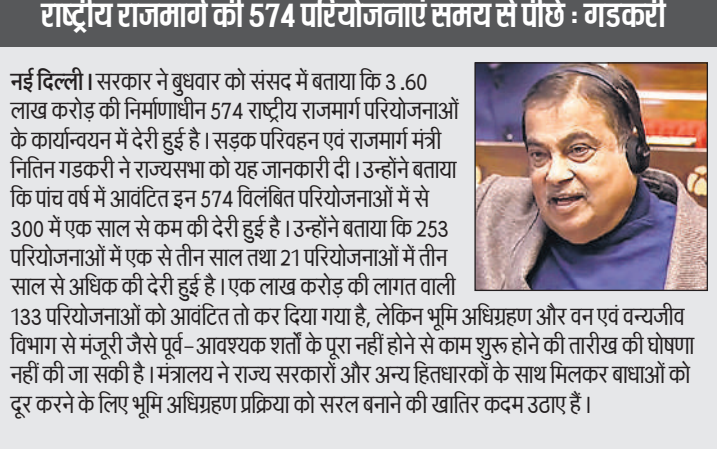 राष्ट्रीय राजमार्ग की 574 परियोजनाएं समय से पीछे : गडकरी
नई दिल्ली। सरकार ने बुधवार को संसद में बताया कि 3.60
लाख करोड़ की निर्माणाधीन 574 राष्ट्रीय राजमार्ग परियोजनाओं
के कार्यान्वयन में देरी हुई है। सड़क परिवहन एवं राजमार्ग मंत्री
नितिन गडकरी ने राज्यसभा को यह जानकारी दी। उन्होंने बताया
कि पांच वर्ष में आवंटित इन 574 विलंबित परियोजनाओं में से
300 में एक साल से कम की देरी हुई है। उन्होंने बताया कि 253
परियोजनाओं में एक से तीन साल तथा 21 परियोजनाओं में तीन
साल से अधिक की देरी हुई है। एक लाख करोड़ की लागत वाली
133 परियोजनाओं को आवंटित तो कर दिया गया है, लेकिन भूमि अधिग्रहण और वन एवं वन्यजीव
विभाग से मंजूरी जैसे पूर्व-आवश्यक शर्तों के पूरा नहीं होने से काम शुरू होने की तारीख की घोषणा
नहीं की जा सकी है। मंत्रालय ने राज्य सरकारों और अन्य हितधारकों के साथ मिलकर बाधाओं को
दूर करने के लिए भूमि अधिग्रहण प्रक्रिया को सरल बनाने की खातिर कदम उठाए हैं।